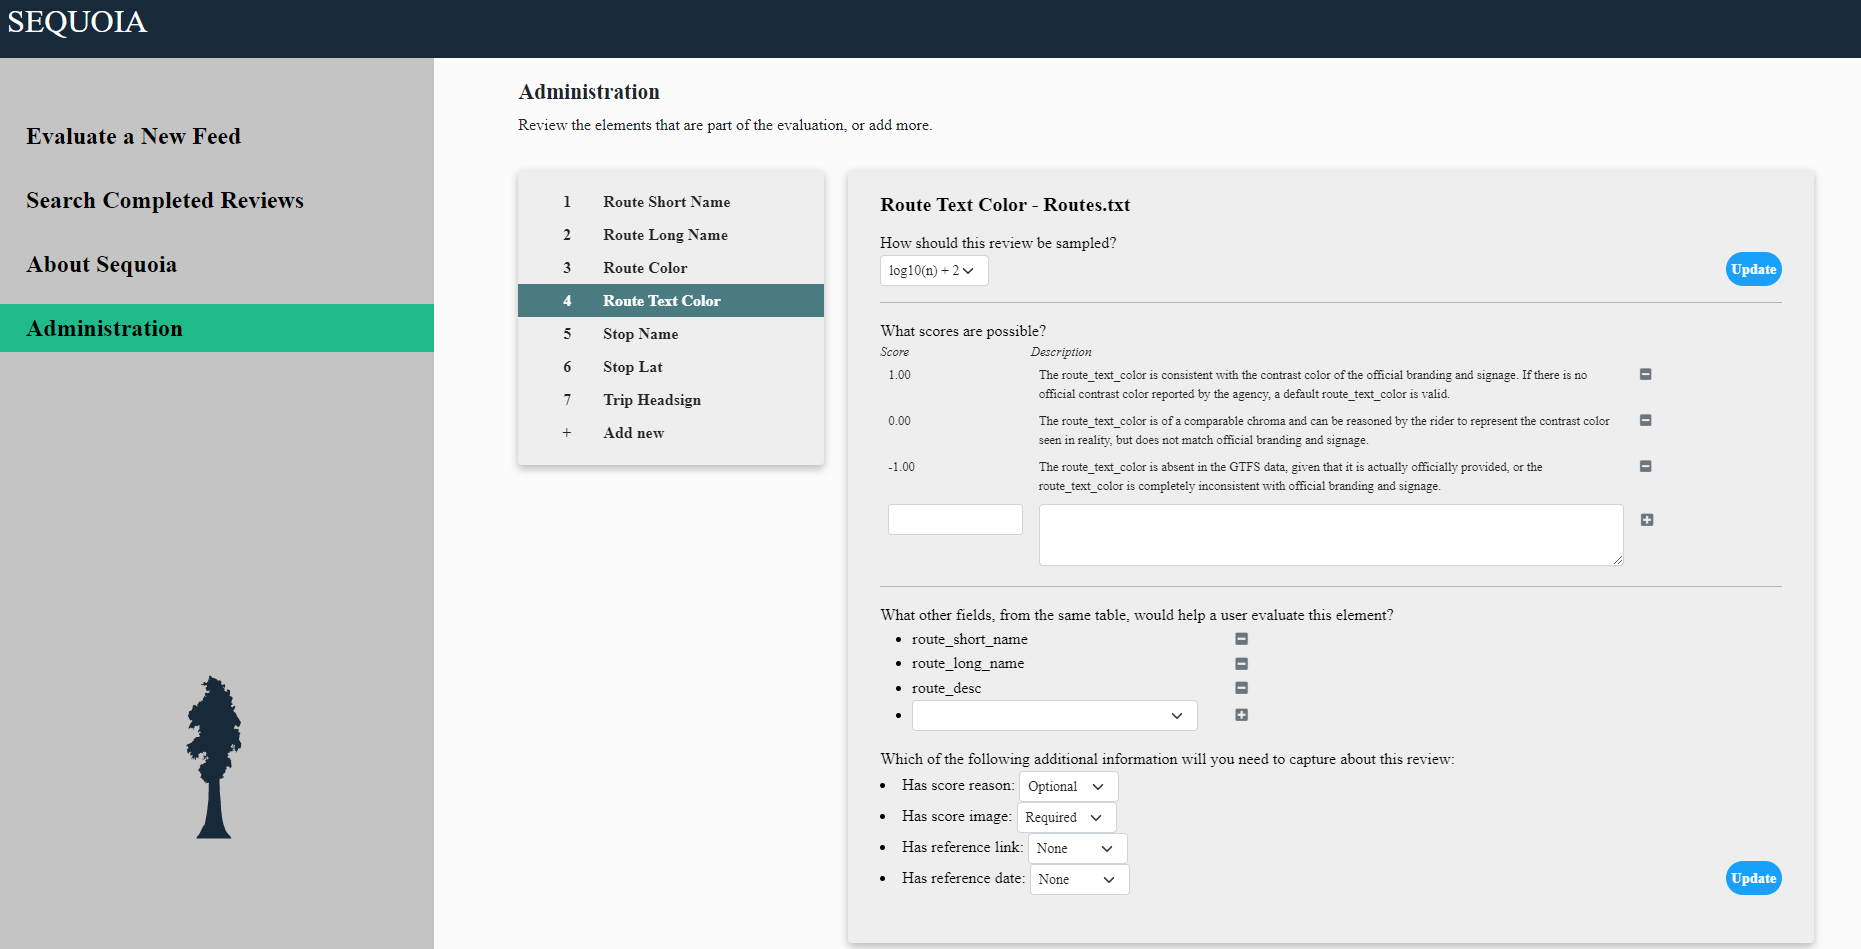 SEQUOIA
Evaluate a New Feed
Search Completed Reviews
About Sequoia
Administration
Administration
Review the elements that are part of the evaluation, or add more.
1 Route Short Name
2 Route Long Name
3 Route Color
4 Route Text Color
5 Stop Name
6 Stop Lat
7 Trip Headsign
+ Add new
Route Text Color - Routes.txt
How should this review be sampled?
log10(n) + 2
Update
What scores are possible?
Score Description
1.00 The route_text_color is consistent with the contrast color of the official branding and signage. If there is no
official contrast color reported by the agency, a default route_text_color is valid.
0.00 The route_text_color is of a comparable chroma and can be reasoned by the rider to represent the contrast color
seen in reality, but does not match official branding and signage.
-1.00 The route_text_color is absent in the GTFS data, given that it is actually officially provided, or the
route_text_color is completely inconsistent with official branding and signage.
What other fields, from the same table, would help a user evaluate this element?
• route_short_name
• route_long_name
• route_desc
•
Which of the following additional information will you need to capture about this review:
• Has score reason: Optional
• Has score image: Required
• Has reference link: None
• Has reference date: None
Update